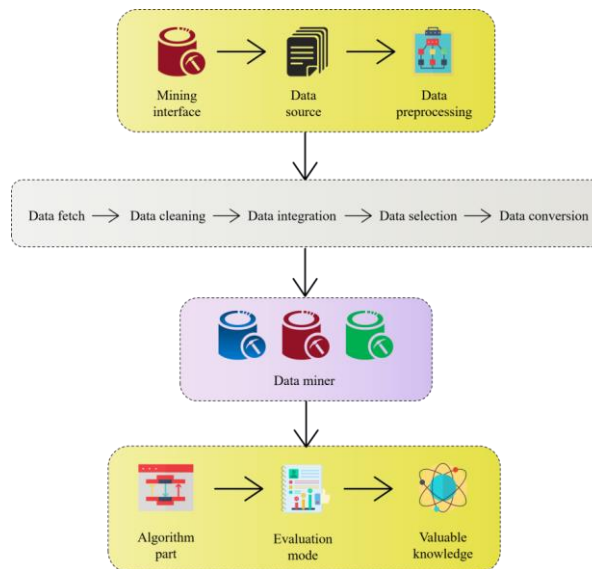 Mining
interface
Data
source
Data
preprocessing
Data fetch
Data cleaning
Data integration
Data selection
Data conversion
Data miner
Algorithm
part
Evaluation
mode
Valuable
knowledge